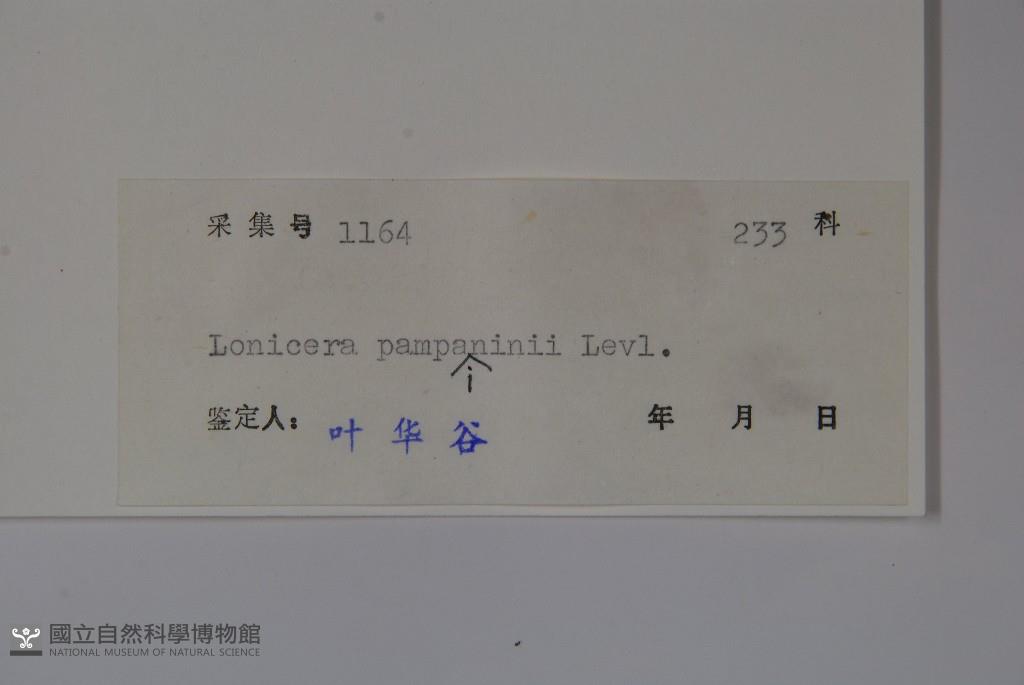 采集号 1164 233 科
Lonicera pampaninii Levl.
i
鉴定人: 叶华谷 年 月 日
國立自然科學博物館
NATIONAL MUSEUM OF NATURAL SCIENCE